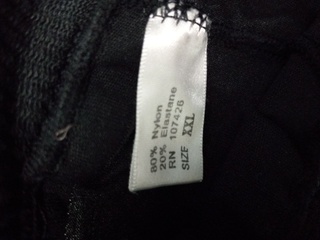 80% Nylon
20% Elastane
RN 107426
SIZE XXL